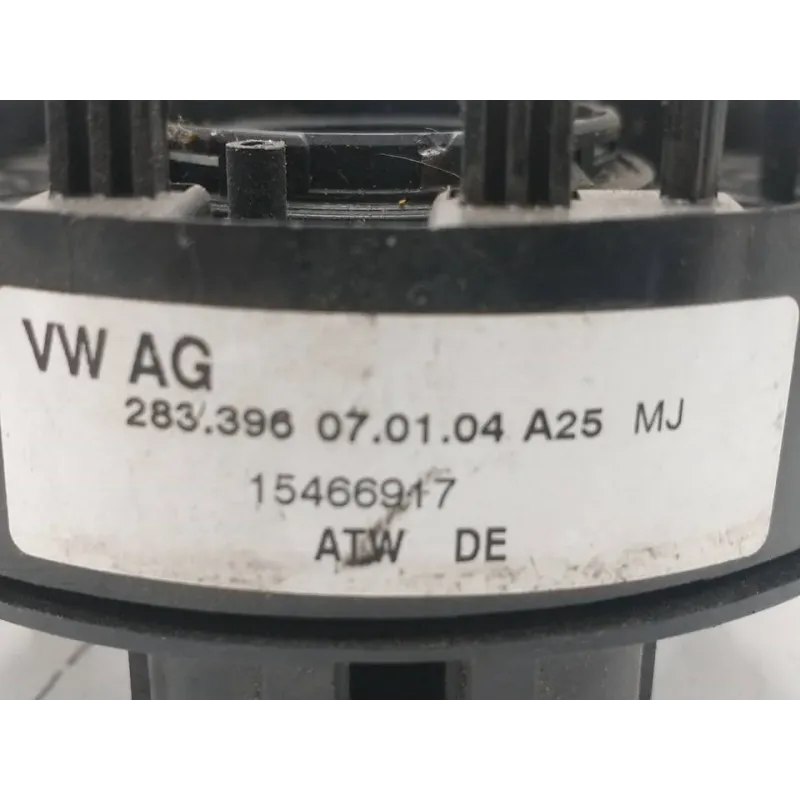 VW AG
283.396 07.01.04 A25 MJ
15466917
ATW DE